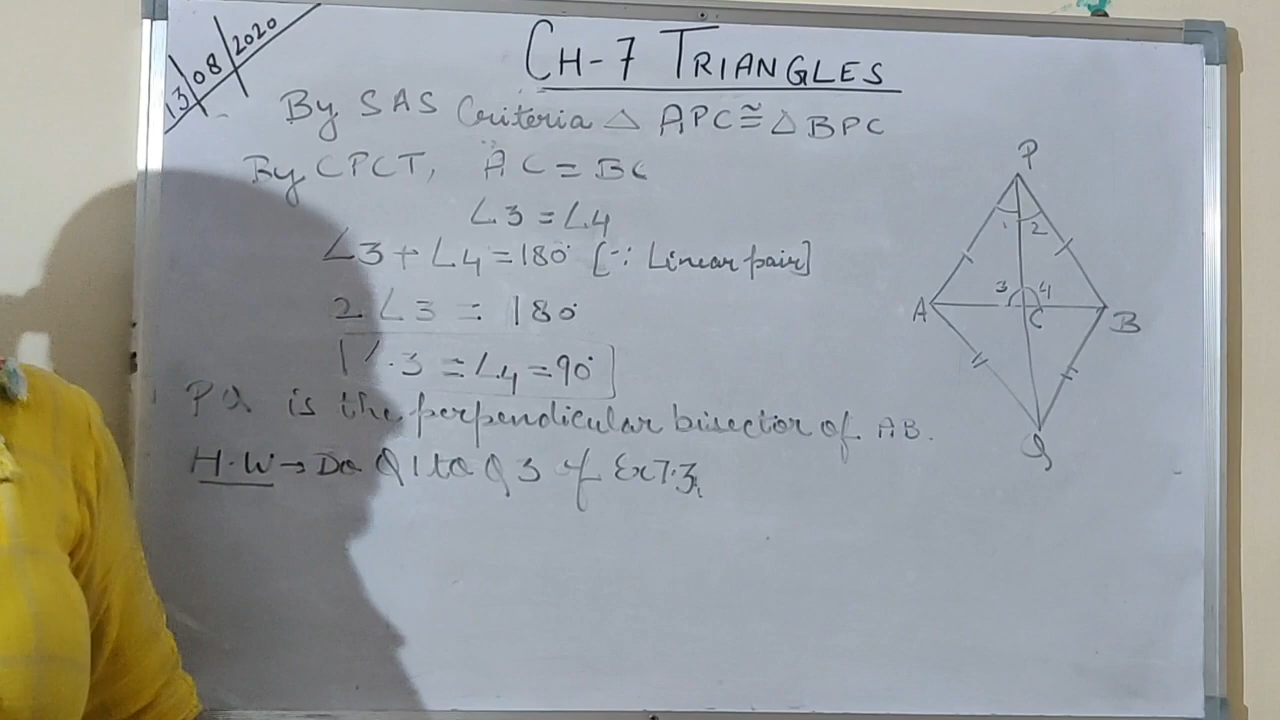 13/08/2020
CH-7 TRIANGLES
By SAS Criteria △ APC ≅ △ BPC
By CPCT, AC = BC
∠3 = ∠4
∠3 + ∠4 = 180° [∵ Linear pair]
2∠3 = 180°
∠3 = ∠4 = 90°
PQ is the perpendicular bisector of AB.
H.W → Do Q1 to Q3 of Ex 7.3
P
1 2
3 4
A C B
Q